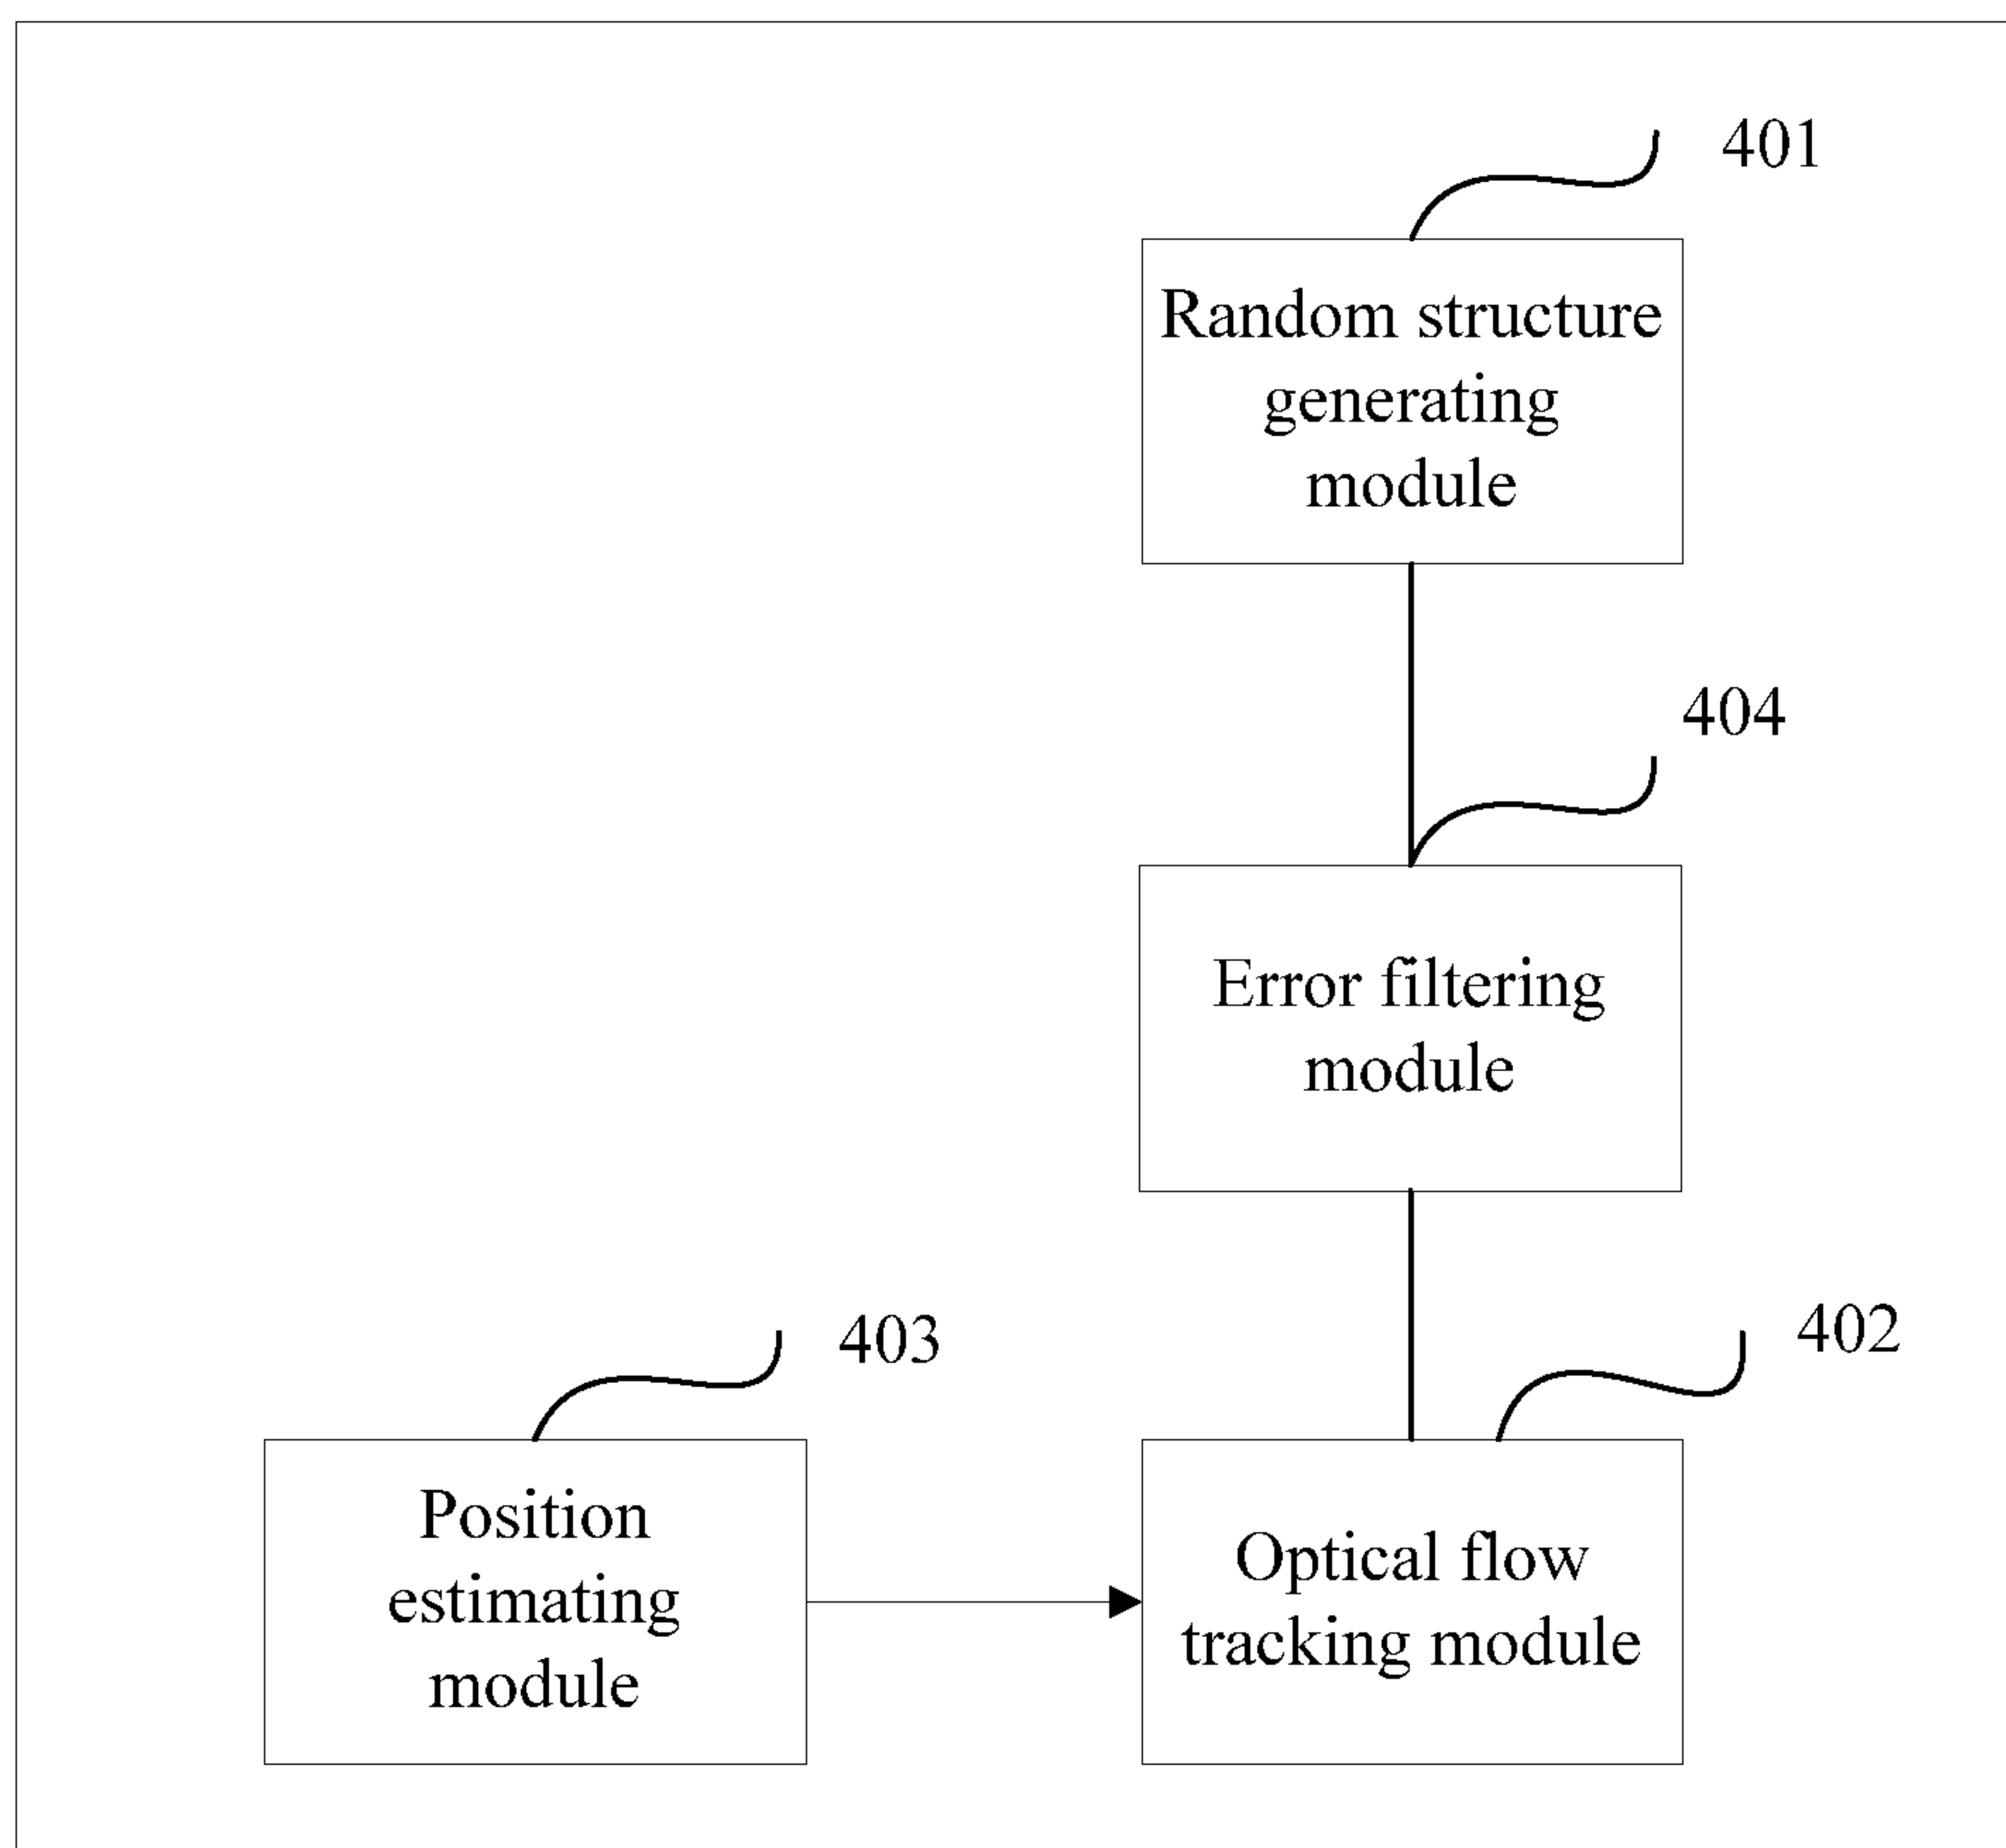 401
Random structure
generating
module
404
Error filtering
module
403
402
Position
estimating
module
Optical flow
tracking module